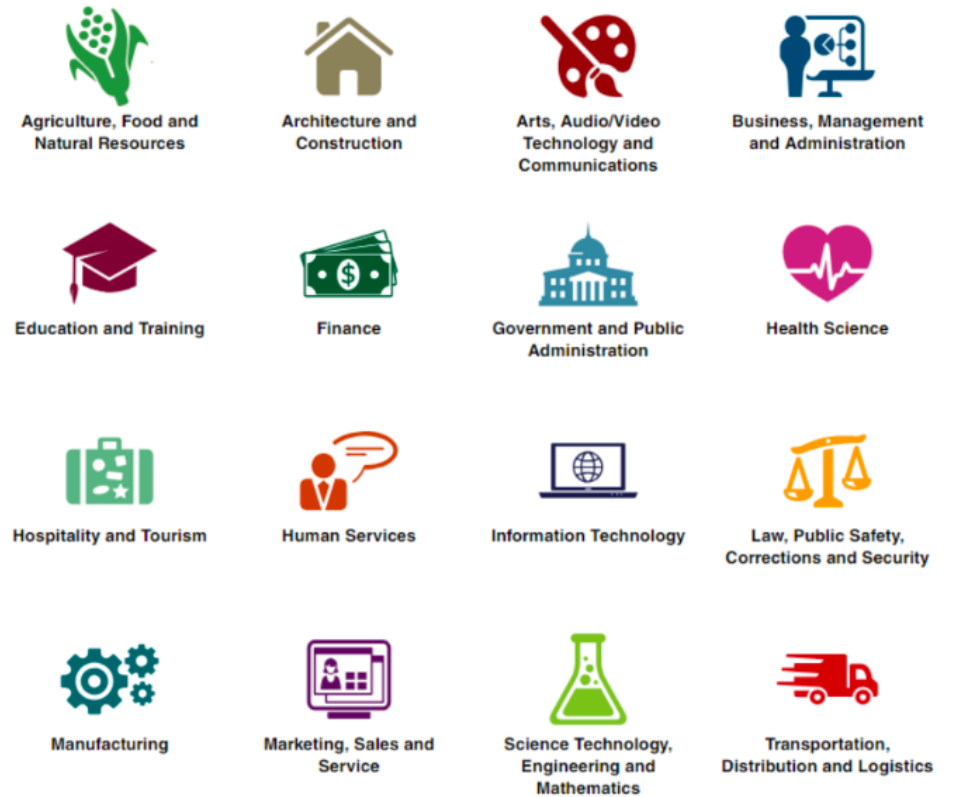 Agriculture, Food and
Natural Resources
Architecture and
Construction
Arts, Audio/Video
Technology and
Communications
Business, Management
and Administration
Education and Training
Finance
$
Government and Public
Administration
Health Science
Hospitality and Tourism
Human Services
Information Technology
Law, Public Safety,
Corrections and Security
Manufacturing
Marketing, Sales and
Service
Science Technology,
Engineering and
Mathematics
Transportation,
Distribution and Logistics